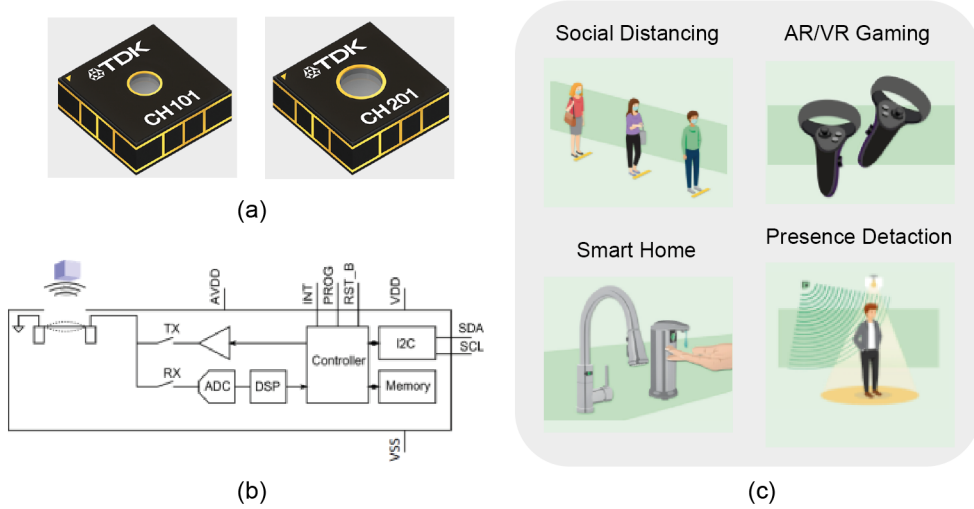 TDK
CH101
TDK
CH201
(a)
AVDD
INT
PROG
RST_B
VDD
TX
RX
ADC
DSP
Controller
I2C
Memory
SDA
SCL
VSS
(b)
Social Distancing
AR/VR Gaming
Smart Home
Presence Detaction
(c)